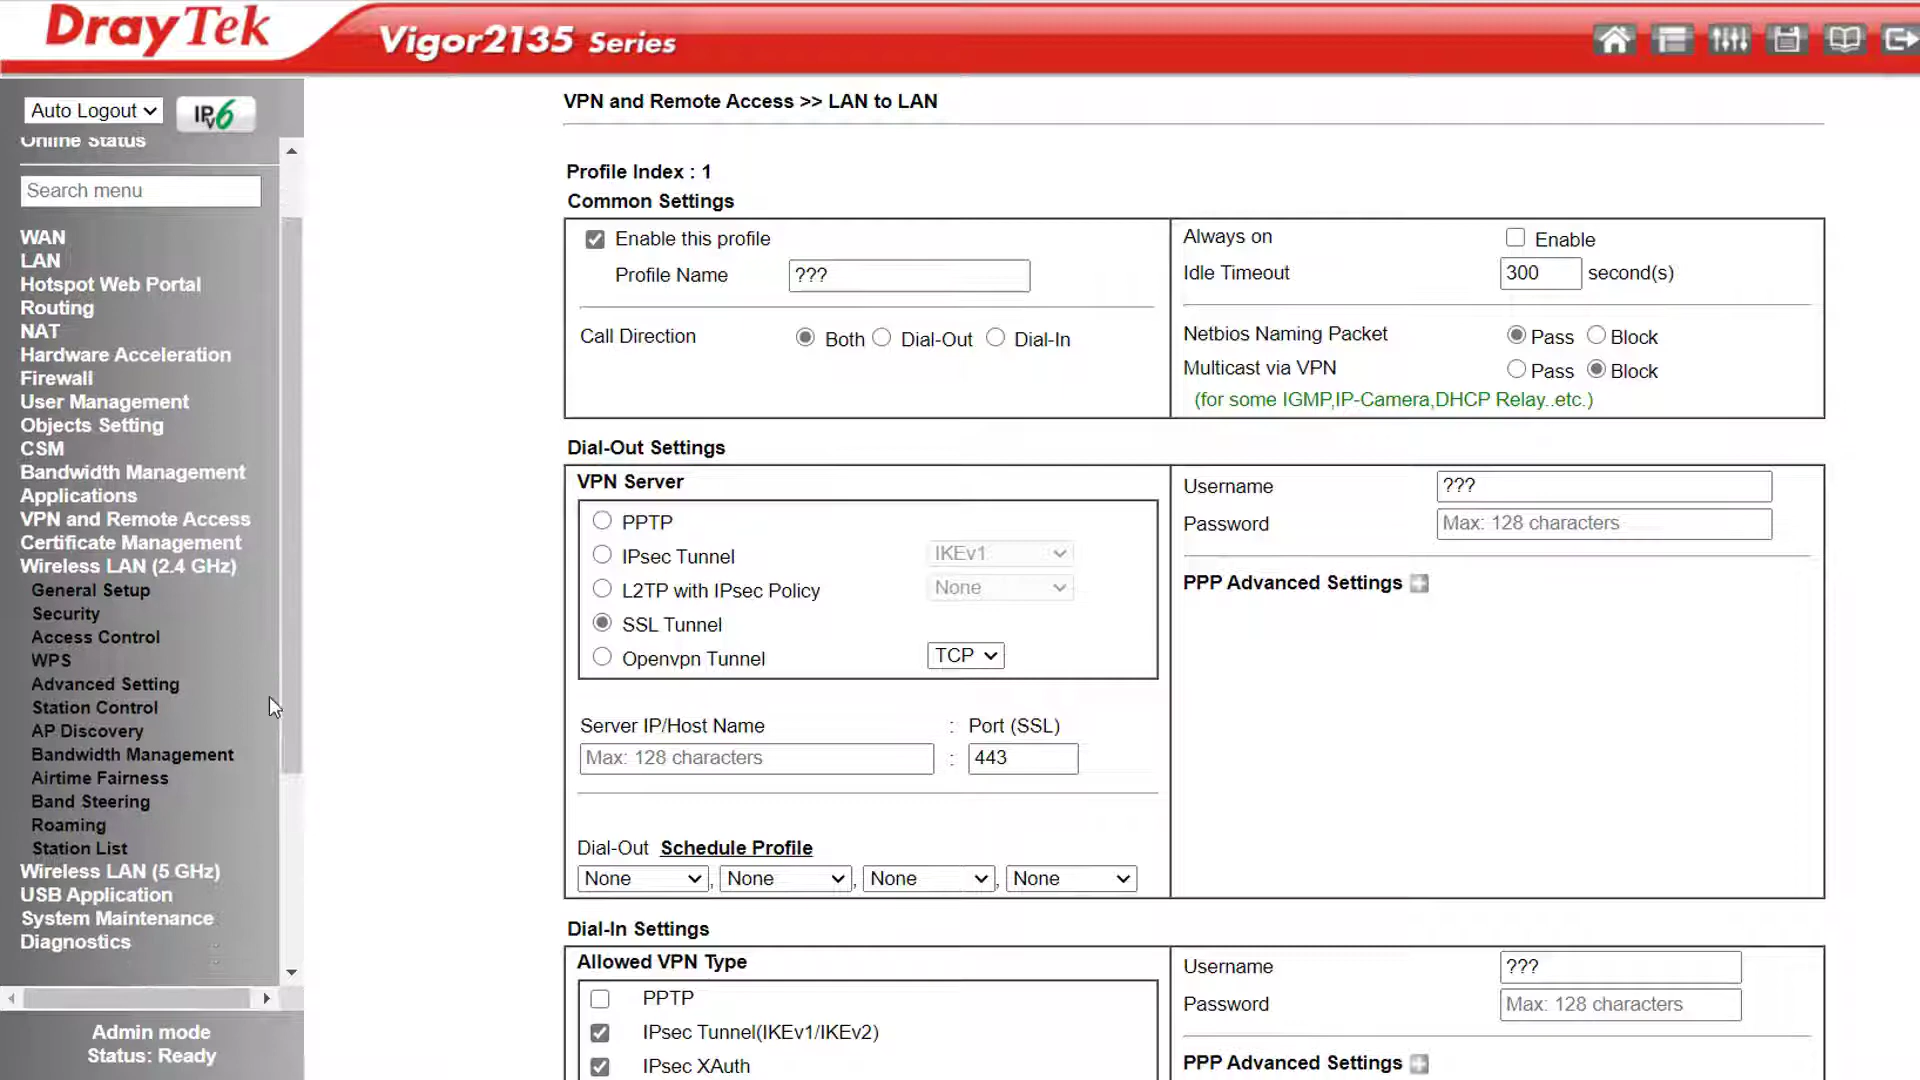 DrayTek
Vigor2135 Series
Auto Logout
IPv6
Online Status
Search menu
WAN
LAN
Hotspot Web Portal
Routing
NAT
Hardware Acceleration
Firewall
User Management
Objects Setting
CSM
Bandwidth Management
Applications
VPN and Remote Access
Certificate Management
Wireless LAN (2.4 GHz)
General Setup
Security
Access Control
WPS
Advanced Setting
Station Control
AP Discovery
Bandwidth Management
Airtime Fairness
Band Steering
Roaming
Station List
Wireless LAN (5 GHz)
USB Application
System Maintenance
Diagnostics
Admin mode
Status: Ready
VPN and Remote Access >> LAN to LAN
Profile Index : 1
Common Settings
Enable this profile
Profile Name ???
Call Direction Both Dial-Out Dial-In
Always on Enable
Idle Timeout 300 second(s)
Netbios Naming Packet Pass Block
Multicast via VPN Pass Block
(for some IGMP,IP-Camera,DHCP Relay..etc.)
Dial-Out Settings
VPN Server
PPTP
IPsec Tunnel IKEv1
L2TP with IPsec Policy None
SSL Tunnel
Openvpn Tunnel TCP
Server IP/Host Name : Port (SSL)
Max: 128 characters : 443
Dial-Out Schedule Profile
None , None , None , None
Username ???
Password Max: 128 characters
PPP Advanced Settings
Dial-In Settings
Allowed VPN Type
PPTP
IPsec Tunnel(IKEv1/IKEv2)
IPsec XAuth
Username ???
Password Max: 128 characters
PPP Advanced Settings